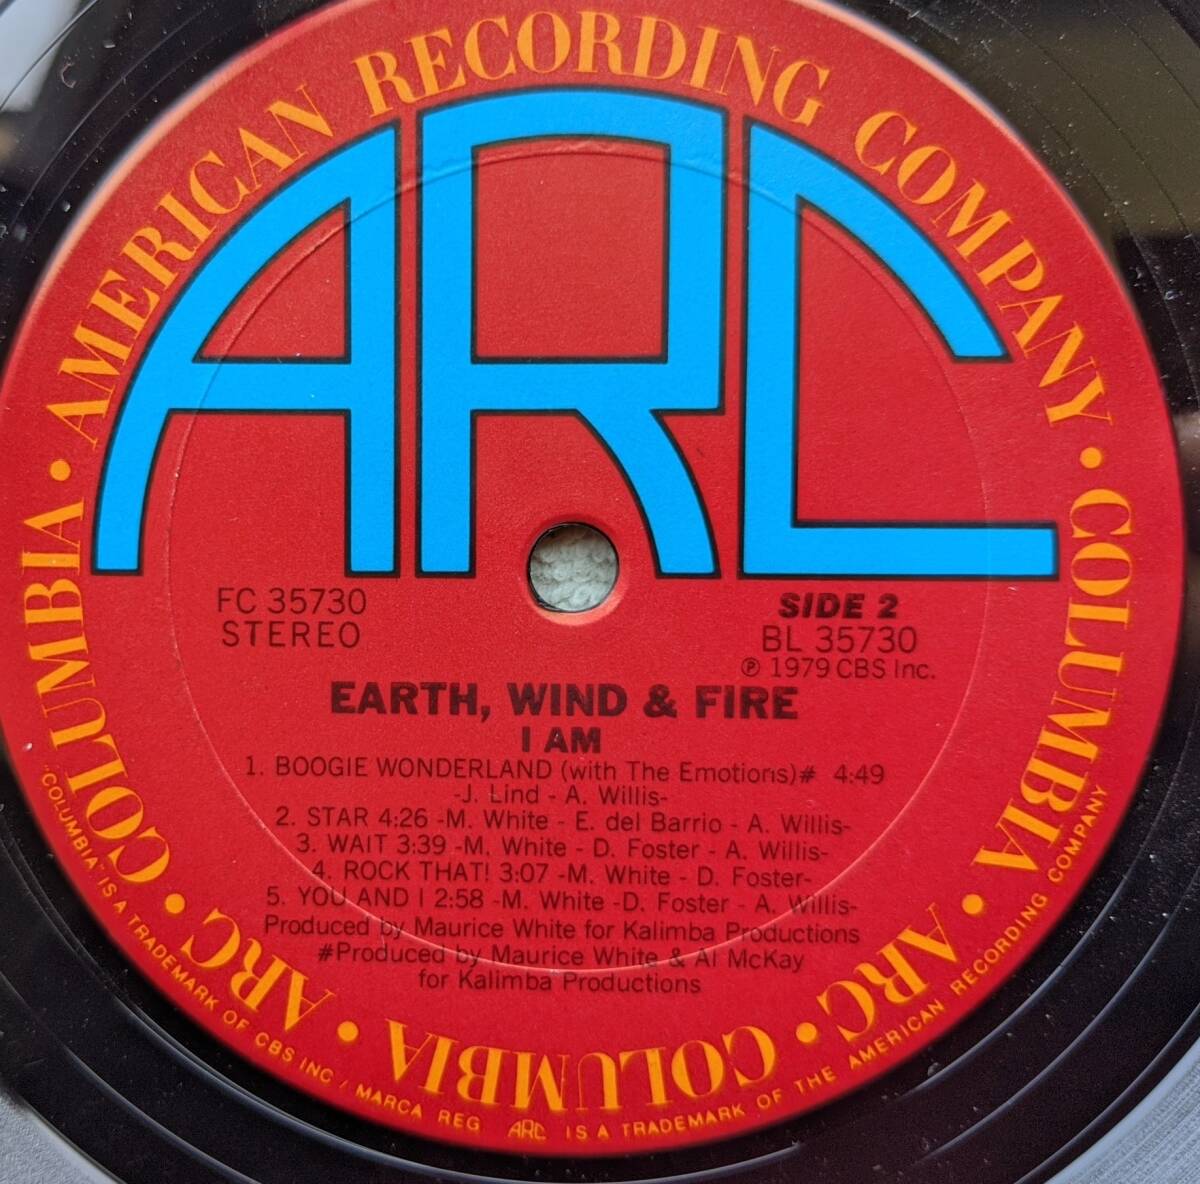 COLUMBIA • AMERICAN RECORDING COMPANY • COLUMBIA • ARC • COLUMBIA • ARC •
ARC
FC 35730
STEREO
SIDE 2
BL 35730
℗ 1979 CBS Inc.
EARTH, WIND & FIRE
I AM
1. BOOGIE WONDERLAND (with The Emotions)# 4:49
-J. Lind - A. Willis-
2. STAR 4:26 -M. White - E. del Barrio - A. Willis-
3. WAIT 3:39 -M. White - D. Foster - A. Willis-
4. ROCK THAT! 3:07 -M. White - D. Foster-
5. YOU AND I 2:58 -M. White -D. Foster - A. Willis-
Produced by Maurice White for Kalimba Productions
#Produced by Maurice White & Al McKay
for Kalimba Productions
"COLUMBIA IS A TRADEMARK OF CBS INC / MARCA REG ARC IS A TRADEMARK OF THE AMERICAN RECORDING COMPANY